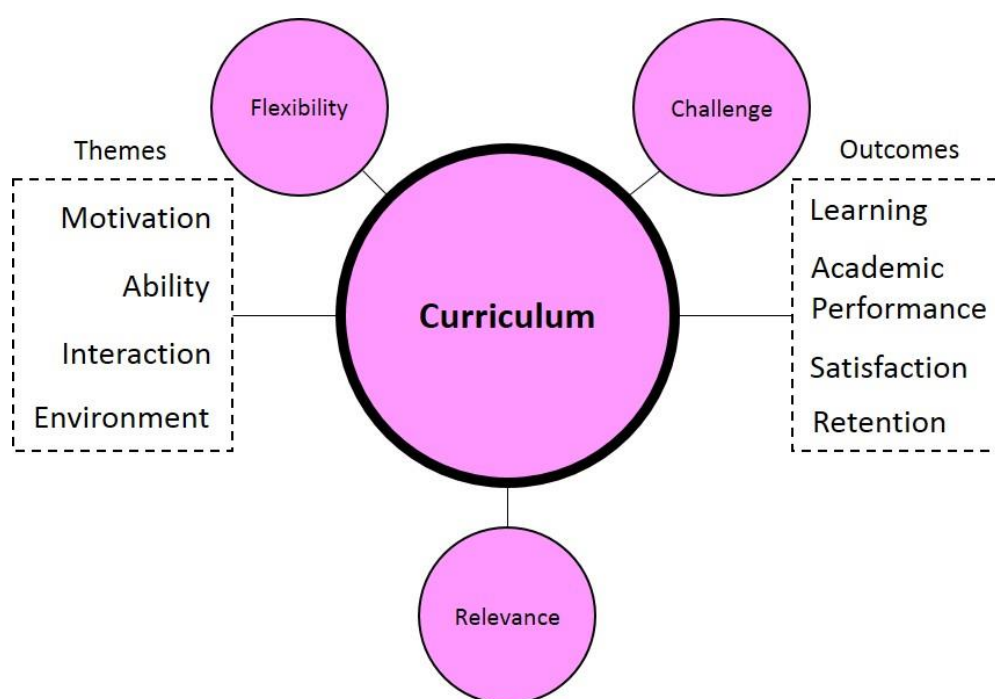 Flexibility
Challenge
Themes
Motivation
Ability
Interaction
Environment
Curriculum
Outcomes
Learning
Academic
Performance
Satisfaction
Retention
Relevance